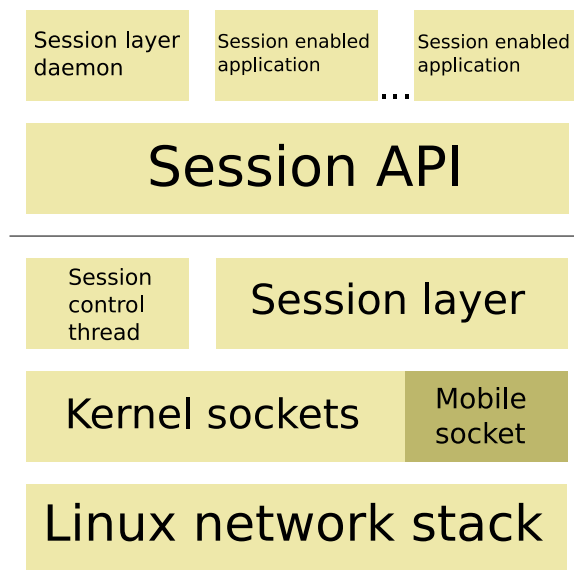 Session layer
daemon
Session enabled
application
...
Session enabled
application
Session API
Session
control
thread
Session layer
Kernel sockets
Mobile
socket
Linux network stack